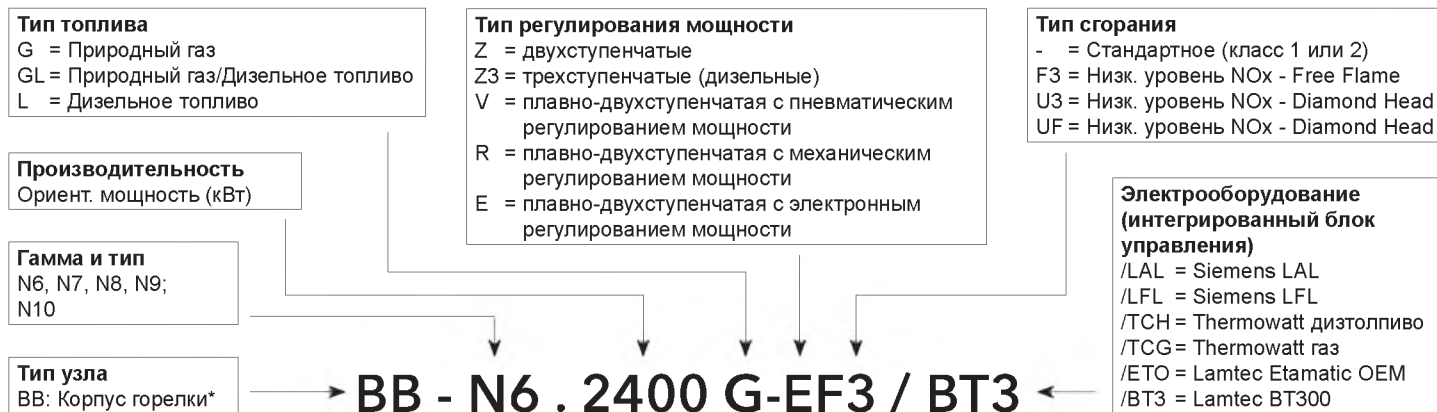 Тип топлива
G = Природный газ
GL = Природный газ/Дизельное топливо
L = Дизельное топливо
Производительность
Ориент. мощность (кВт)
Гамма и тип
N6, N7, N8, N9;
N10
Тип узла
BB: Корпус горелки*
Тип регулирования мощности
Z = двухступенчатые
Z3 = трехступенчатые (дизельные)
V = плавно-двухступенчатая с пневматическим
регулированием мощности
R = плавно-двухступенчатая с механическим
регулированием мощности
E = плавно-двухступенчатая с электронным
регулированием мощности
Тип сгорания
- = Стандартное (класс 1 или 2)
F3 = Низк. уровень NOx - Free Flame
U3 = Низк. уровень NOx - Diamond Head
UF = Низк. уровень NOx - Diamond Head
Электрооборудование
(интегрированный блок
управления)
/LAL = Siemens LAL
/LFL = Siemens LFL
/TCH = Thermowatt дизтолпиво
/TCG = Thermowatt газ
/ETO = Lamtec Etamatic OEM
/BT3 = Lamtec BT300
BB - N6 . 2400 G-EF3 / BT3